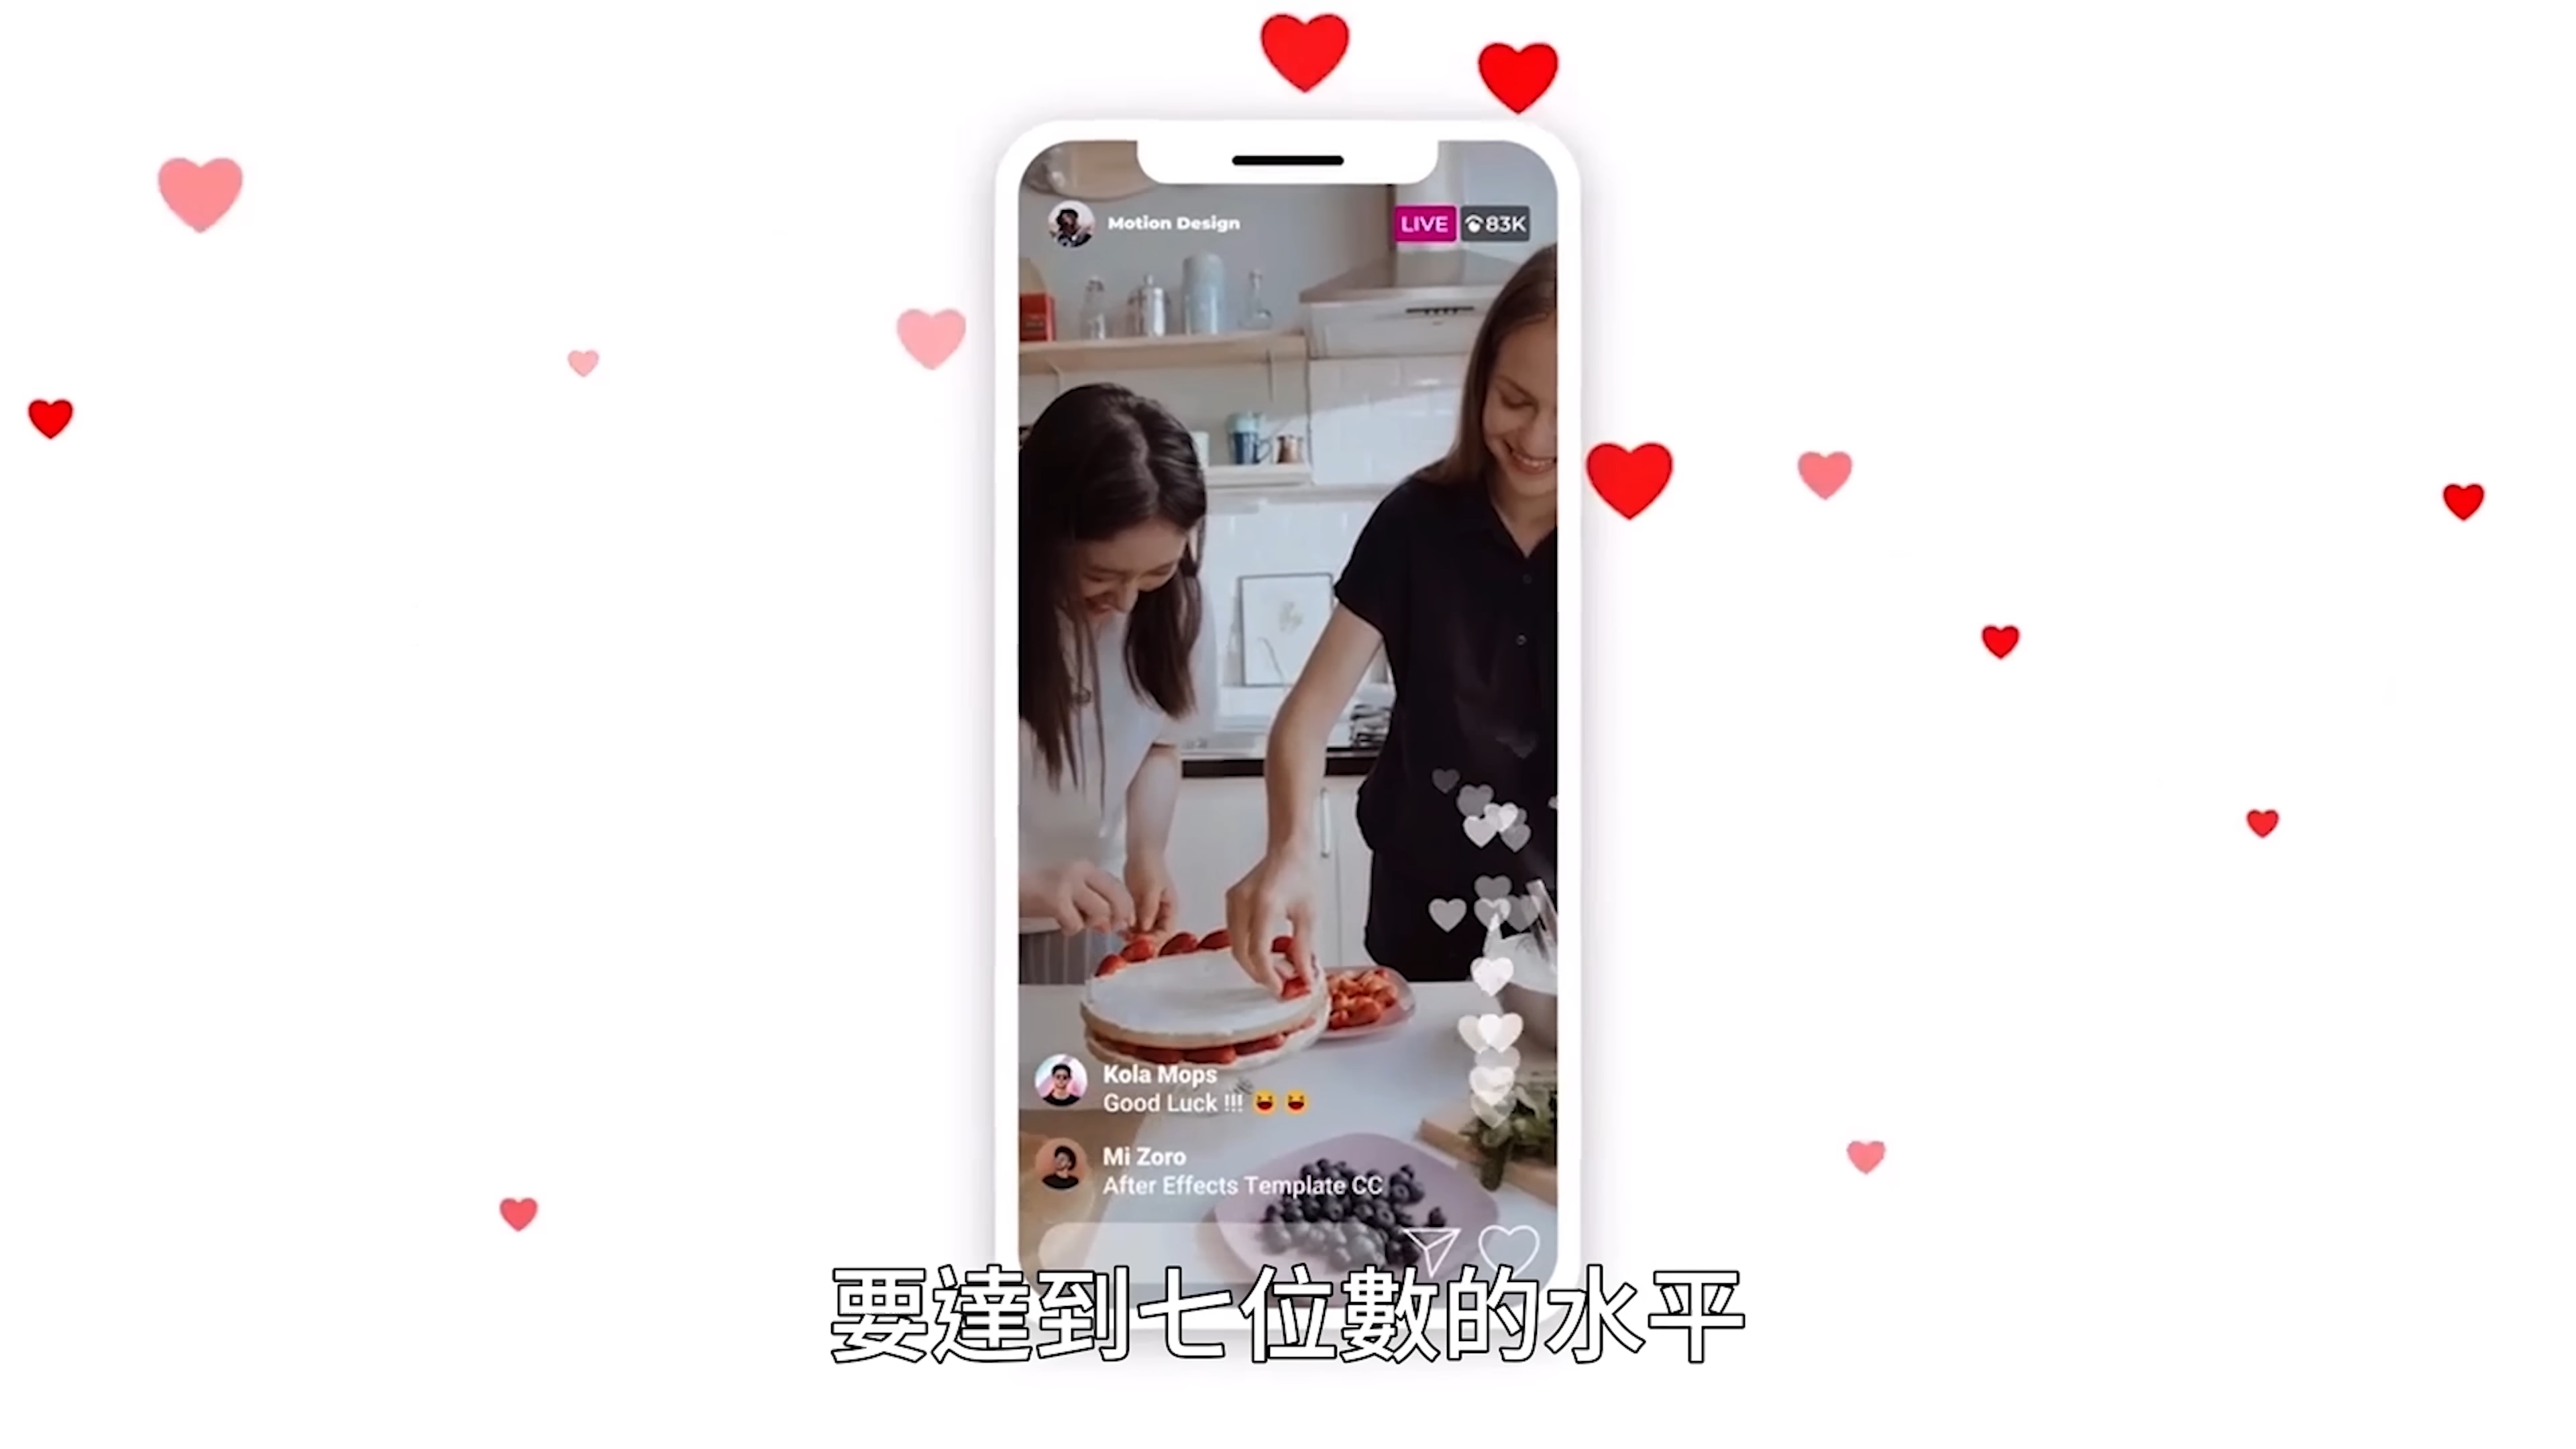 Motion Design
LIVE 83K
Kola Mops
Good Luck !!! 😆 😆
Mi Zoro
After Effects Template CC
要達到七位數的水平